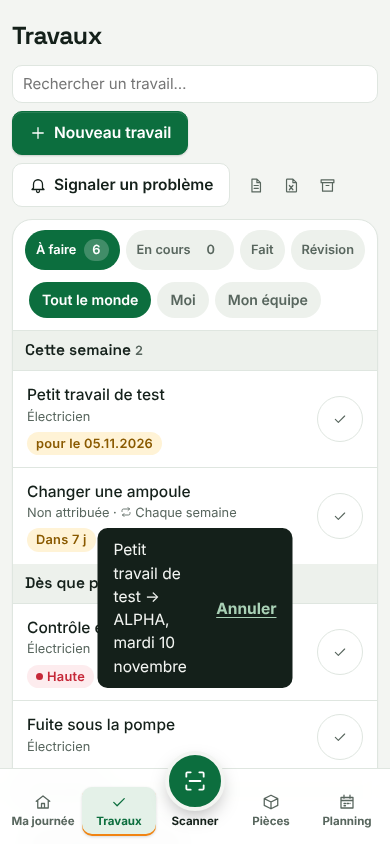 Travaux
Rechercher un travail...
+ Nouveau travail
Signaler un problème
À faire 6 En cours 0 Fait Révision
Tout le monde Moi Mon équipe
Cette semaine 2
Petit travail de test
Électricien
pour le 05.11.2026
Changer une ampoule
Non attribuée · Chaque semaine
Dans 7 j
Dès que p
Petit
travail de
test →
ALPHA,
mardi 10
novembre
Annuler
Contrôle
Électricien
Haute
Fuite sous la pompe
Électricien
Ma journée Travaux Scanner Pièces Planning